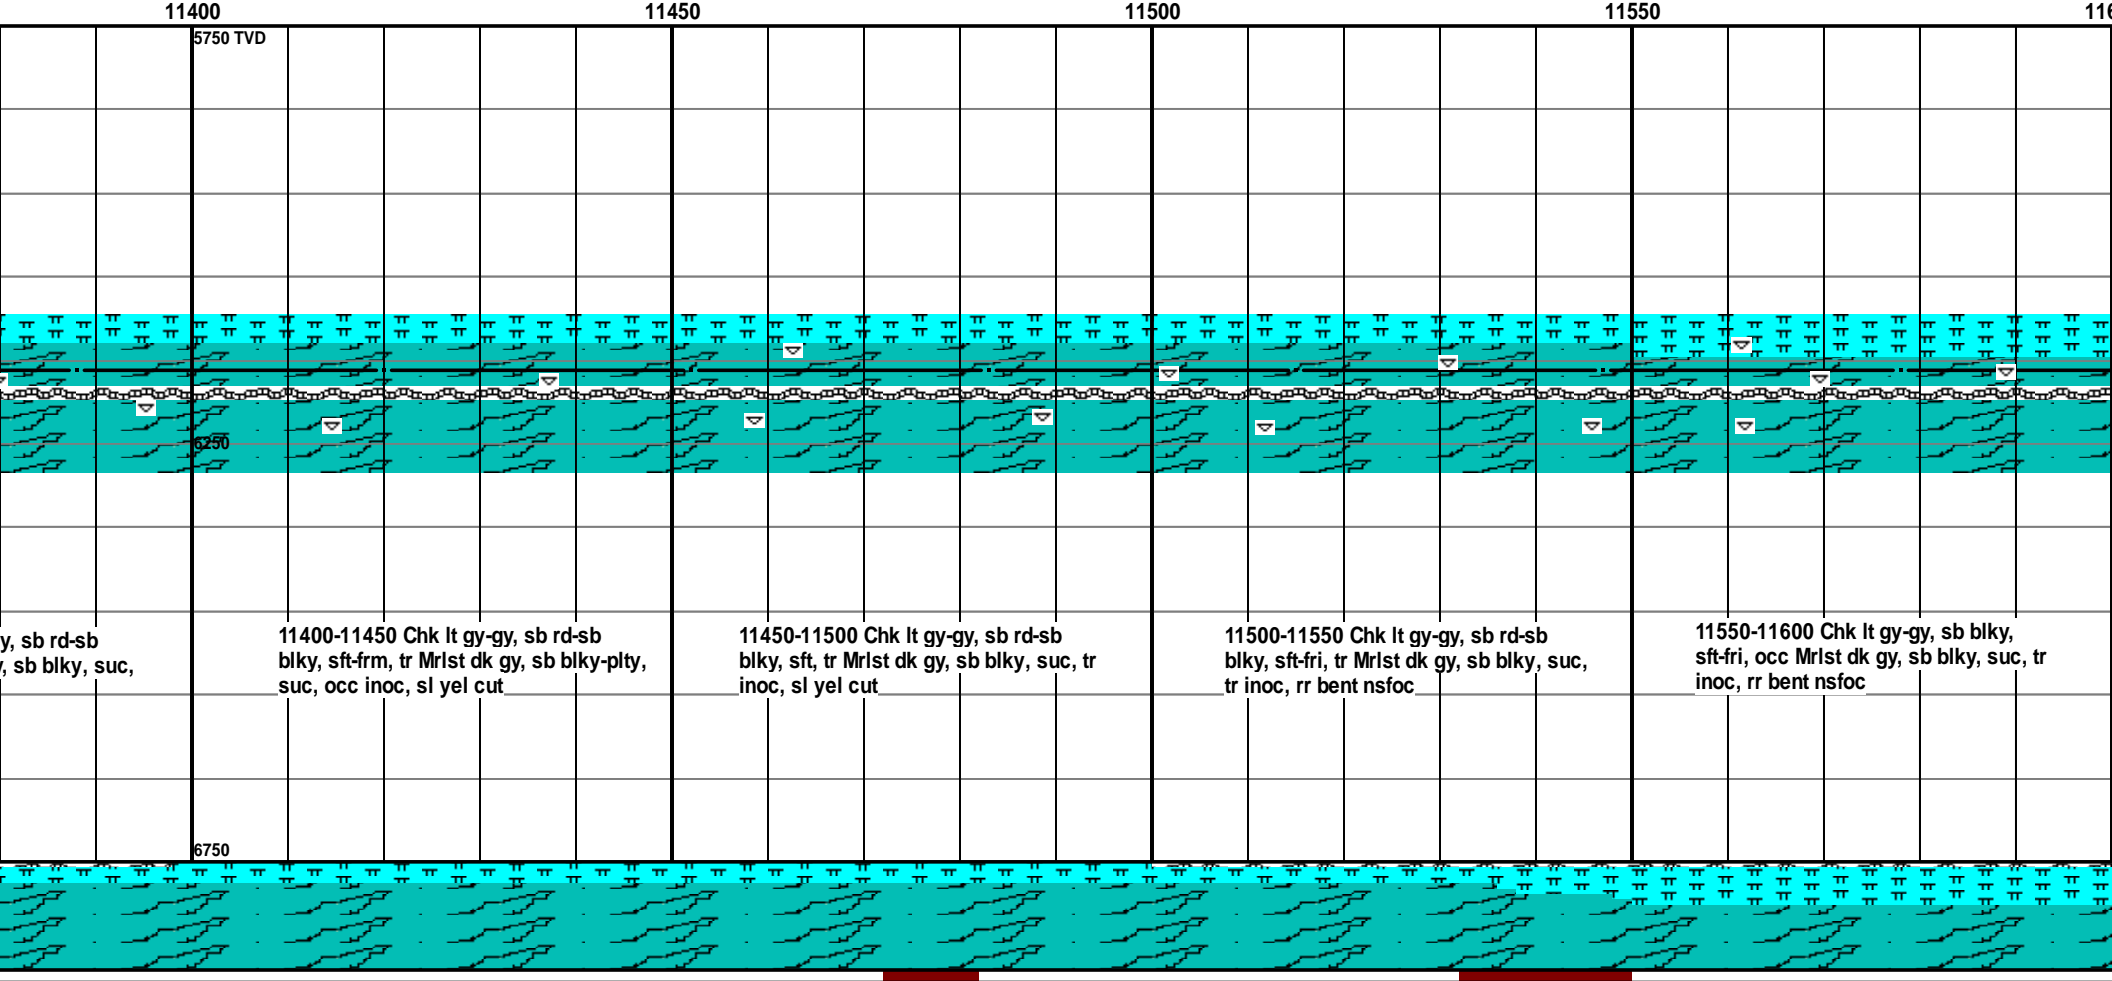 11400 11450 11500 11550 116
5750 TVD
6250
y, sb rd-sb
, sb blky, suc,
11400-11450 Chk lt gy-gy, sb rd-sb
blky, sft-frm, tr Mrlst dk gy, sb blky-plty,
suc, occ inoc, sl yel cut
11450-11500 Chk lt gy-gy, sb rd-sb
blky, sft, tr Mrlst dk gy, sb blky, suc, tr
inoc, sl yel cut
11500-11550 Chk lt gy-gy, sb rd-sb
blky, sft-fri, tr Mrlst dk gy, sb blky, suc,
tr inoc, rr bent nsfoc
11550-11600 Chk lt gy-gy, sb blky,
sft-fri, occ Mrlst dk gy, sb blky, suc, tr
inoc, rr bent nsfoc
6750